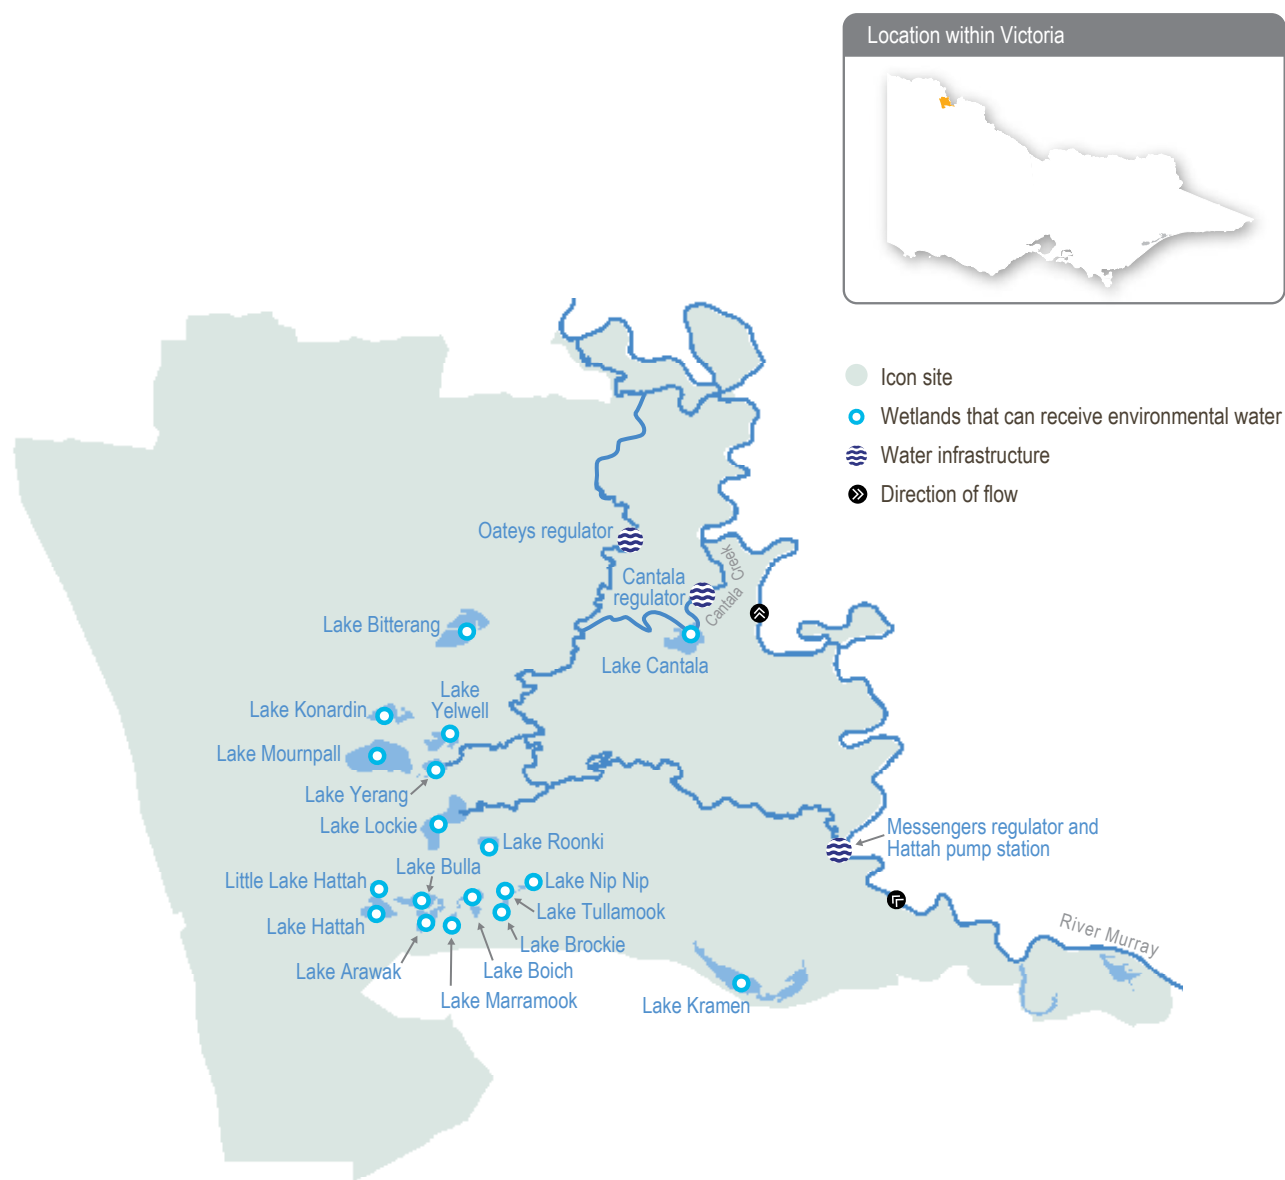 Location within Victoria
Icon site
Wetlands that can receive environmental water
Water infrastructure
Direction of flow
Oateys regulator
Cantala
regulator
Cantala Creek
Lake Bitterang
Lake Cantala
Lake Konardin
Lake
Yelwell
Lake Mournpall
Lake Yerang
Lake Lockie
Messengers regulator and
Hattah pump station
Lake Roonki
Lake Bulla
Little Lake Hattah
Lake Nip Nip
Lake Hattah
Lake Tullamook
Lake Brockie
Lake Arawak
Lake Boich
Lake Marramook
Lake Kramen
River Murray